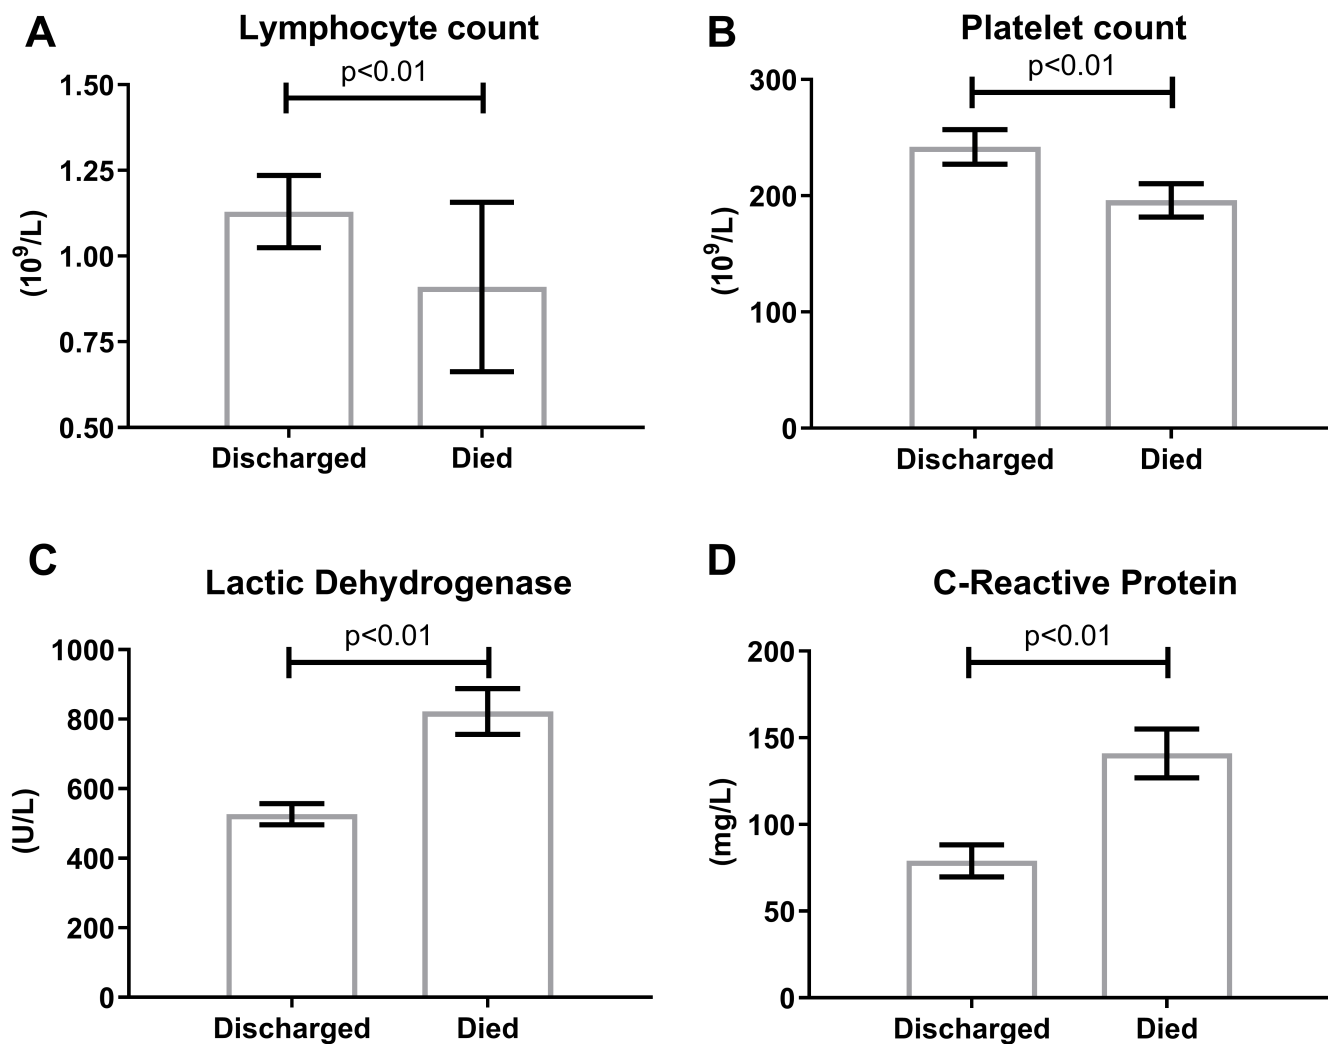 A
Lymphocyte count
p<0.01
1.50
1.25
1.00
0.75
0.50
(10⁹/L)
Discharged
Died
B
Platelet count
p<0.01
300
200
100
0
(10⁹/L)
Discharged
Died
C
Lactic Dehydrogenase
p<0.01
1000
800
600
400
200
0
(U/L)
Discharged
Died
D
C-Reactive Protein
p<0.01
200
150
100
50
0
(mg/L)
Discharged
Died